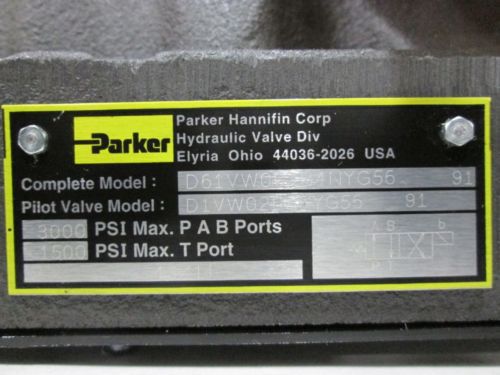 Parker
Parker Hannifin Corp
Hydraulic Valve Div
Elyria Ohio 44036-2026 USA
Complete Model : 91
Pilot Valve Model : 91
3000 PSI Max. P A B Ports
1500 PSI Max. T Port
A B b